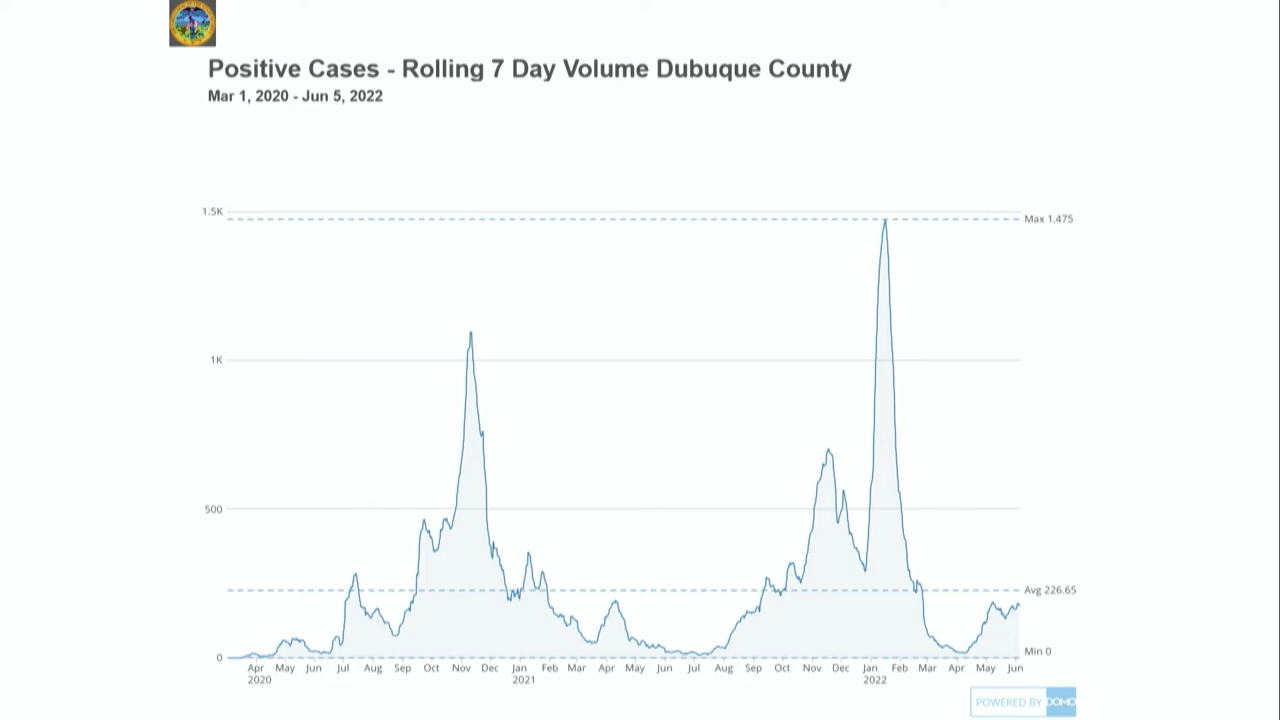 Positive Cases - Rolling 7 Day Volume Dubuque County
Mar 1, 2020 - Jun 5, 2022
1.5K
Max 1,475
1K
500
Avg 226.65
0
Min 0
Apr May Jun Jul Aug Sep Oct Nov Dec Jan Feb Mar Apr May Jun Jul Aug Sep Oct Nov Dec Jan Feb Mar Apr May Jun
2020 2021 2022
POWERED BY DOMO